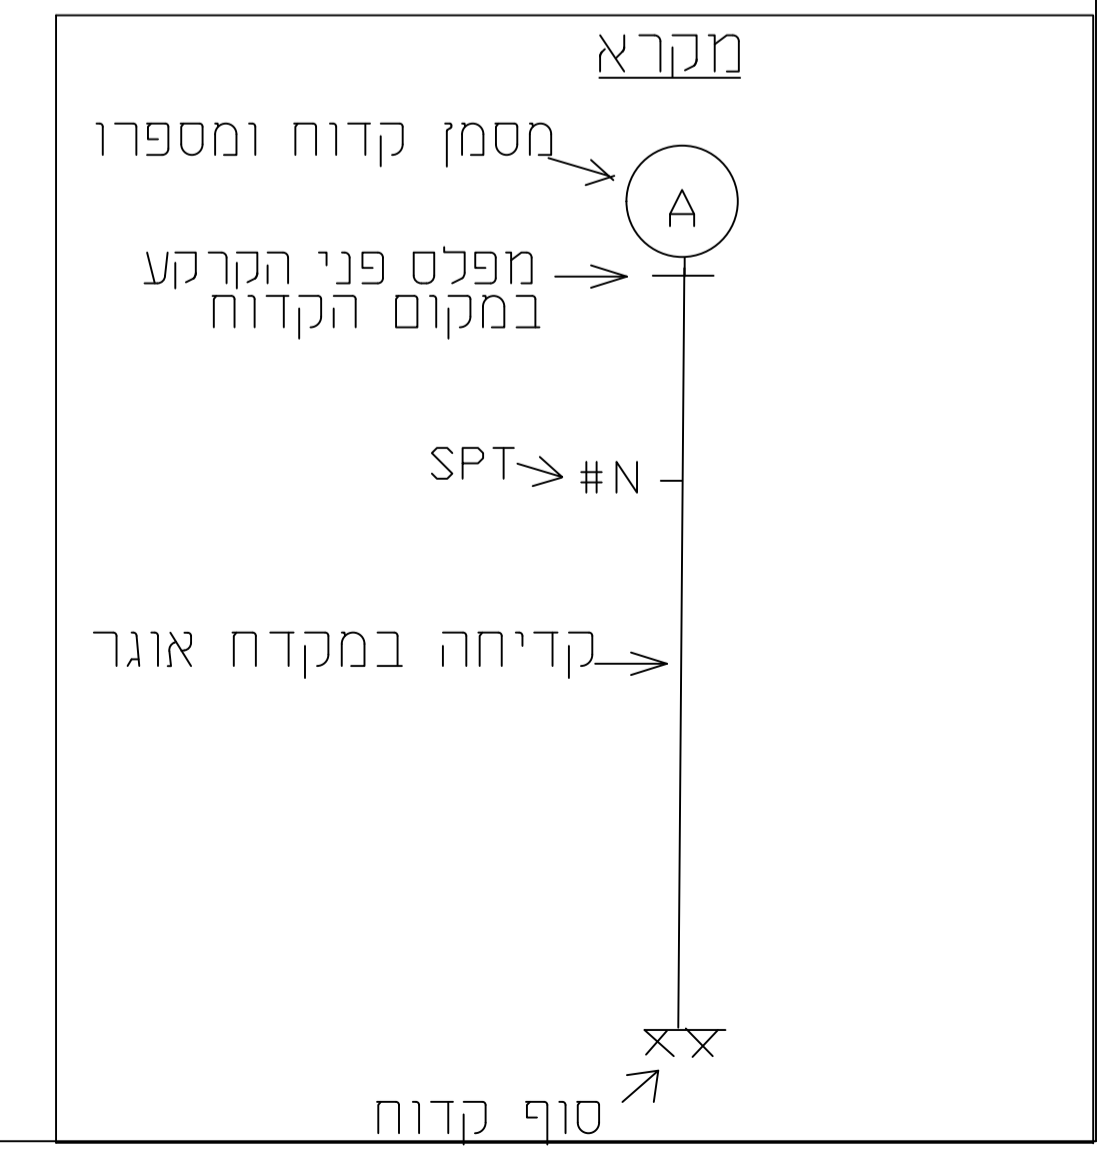 מקרא
מסמן קדוח ומספרו
A
מפלס פני הקרקע
במקום הקדוח
SPT
#N
קדיחה במקדח אוגר
סוף קדוח